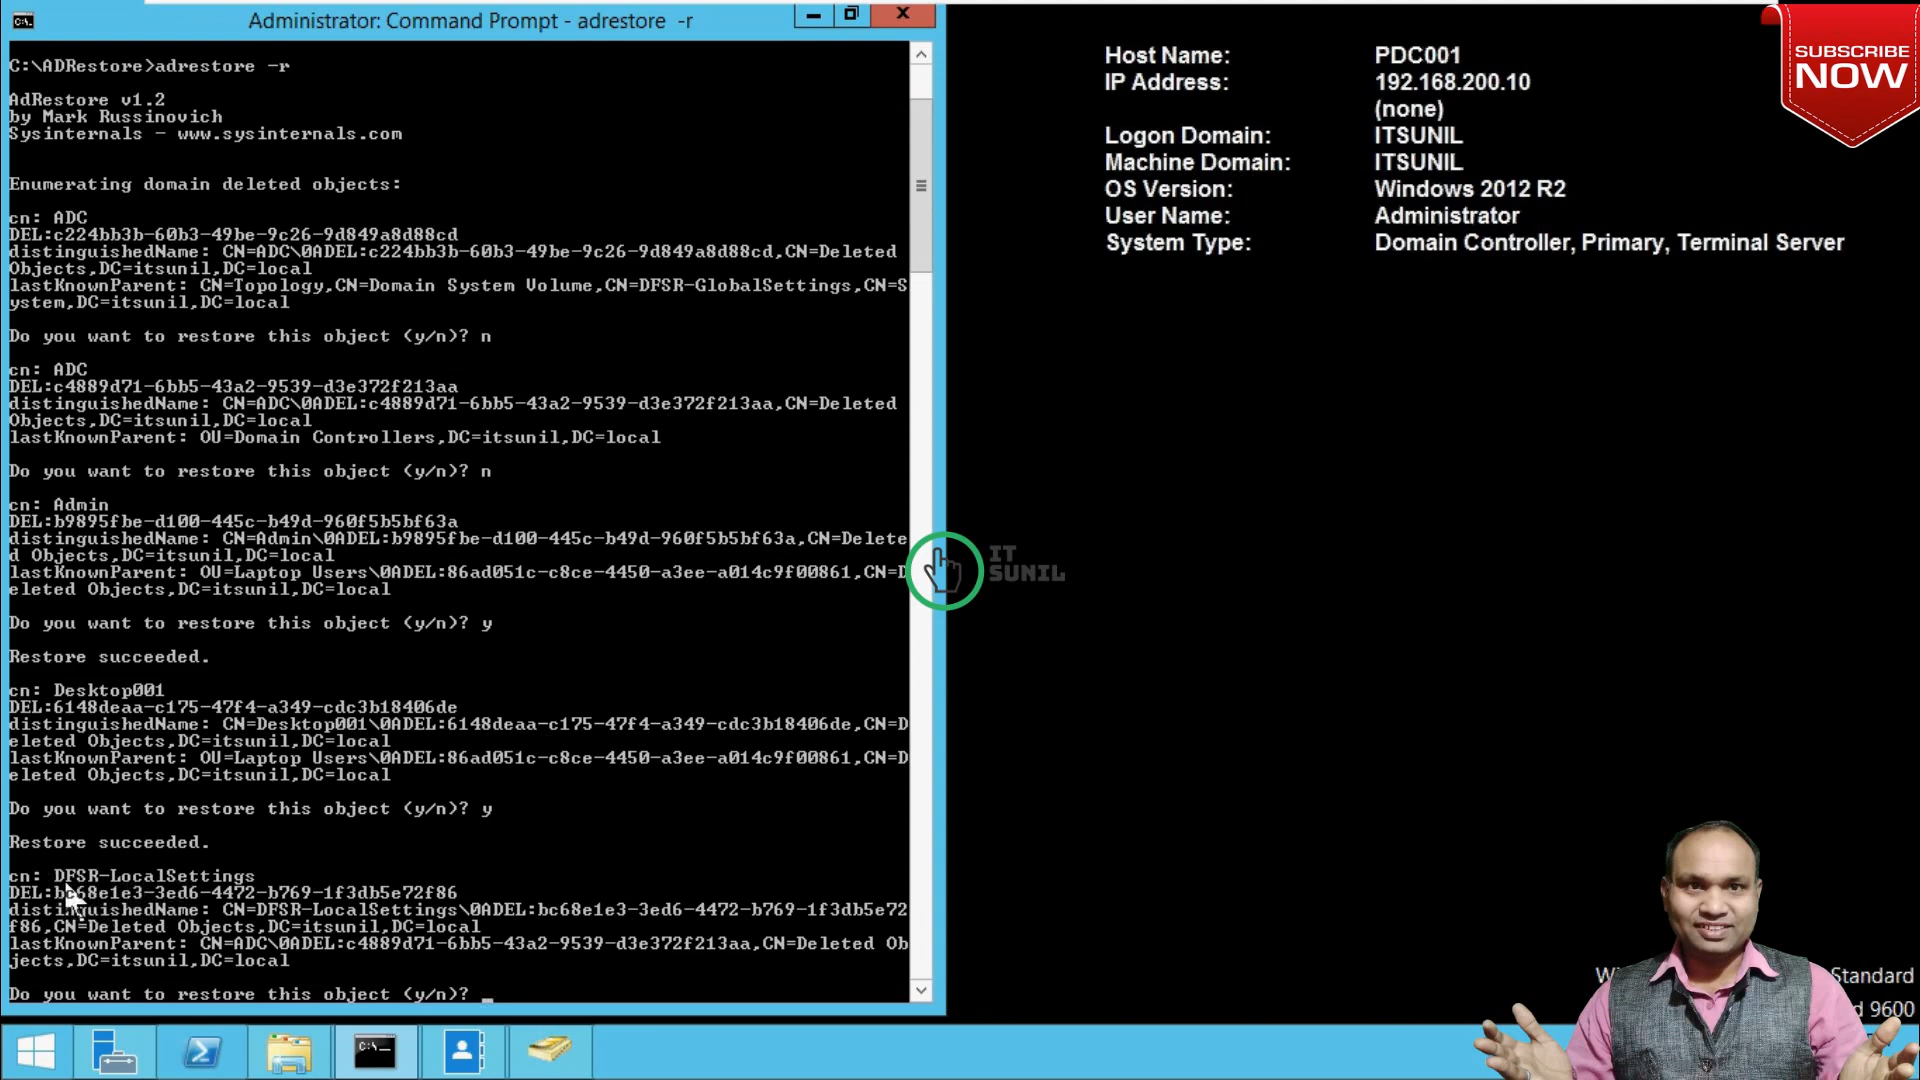 Administrator: Command Prompt - adrestore -r
C:\ADRestore>adrestore -r
AdRestore v1.2
by Mark Russinovich
Sysinternals - www.sysinternals.com
Enumerating domain deleted objects:
cn: ADC
DEL:c224bb3b-60b3-49be-9c26-9d849a8d88cd
distinguishedName: CN=ADC\0ADEL:c224bb3b-60b3-49be-9c26-9d849a8d88cd,CN=Deleted
Objects,DC=itsunil,DC=local
lastKnownParent: CN=Topology,CN=Domain System Volume,CN=DFSR-GlobalSettings,CN=S
ystem,DC=itsunil,DC=local
Do you want to restore this object (y/n)? n
cn: ADC
DEL:c4889d71-6bb5-43a2-9539-d3e372f213aa
distinguishedName: CN=ADC\0ADEL:c4889d71-6bb5-43a2-9539-d3e372f213aa,CN=Deleted
Objects,DC=itsunil,DC=local
lastKnownParent: OU=Domain Controllers,DC=itsunil,DC=local
Do you want to restore this object (y/n)? n
cn: Admin
DEL:b9895fbe-d100-445c-b49d-960f5b5bf63a
distinguishedName: CN=Admin\0ADEL:b9895fbe-d100-445c-b49d-960f5b5bf63a,CN=Delete
d Objects,DC=itsunil,DC=local
lastKnownParent: OU=Laptop Users\0ADEL:86ad051c-c8ce-4450-a3ee-a014c9f00861,CN=D
eleted Objects,DC=itsunil,DC=local
Do you want to restore this object (y/n)? y
Restore succeeded.
cn: Desktop001
DEL:6148deaa-c175-47f4-a349-cdc3b18406de
distinguishedName: CN=Desktop001\0ADEL:6148deaa-c175-47f4-a349-cdc3b18406de,CN=D
eleted Objects,DC=itsunil,DC=local
lastKnownParent: OU=Laptop Users\0ADEL:86ad051c-c8ce-4450-a3ee-a014c9f00861,CN=D
eleted Objects,DC=itsunil,DC=local
Do you want to restore this object (y/n)? y
Restore succeeded.
cn: DFSR-LocalSettings
DEL:bc68e1e3-3ed6-4472-b769-1f3db5e72f86
distinguishedName: CN=DFSR-LocalSettings\0ADEL:bc68e1e3-3ed6-4472-b769-1f3db5e72
f86,CN=Deleted Objects,DC=itsunil,DC=local
lastKnownParent: CN=ADC\0ADEL:c4889d71-6bb5-43a2-9539-d3e372f213aa,CN=Deleted Ob
jects,DC=itsunil,DC=local
Do you want to restore this object (y/n)? _
Host Name: PDC001
IP Address: 192.168.200.10
(none)
Logon Domain: ITSUNIL
Machine Domain: ITSUNIL
OS Version: Windows 2012 R2
User Name: Administrator
System Type: Domain Controller, Primary, Terminal Server
SUBSCRIBE
NOW
IT
SUNIL
Standard
9600